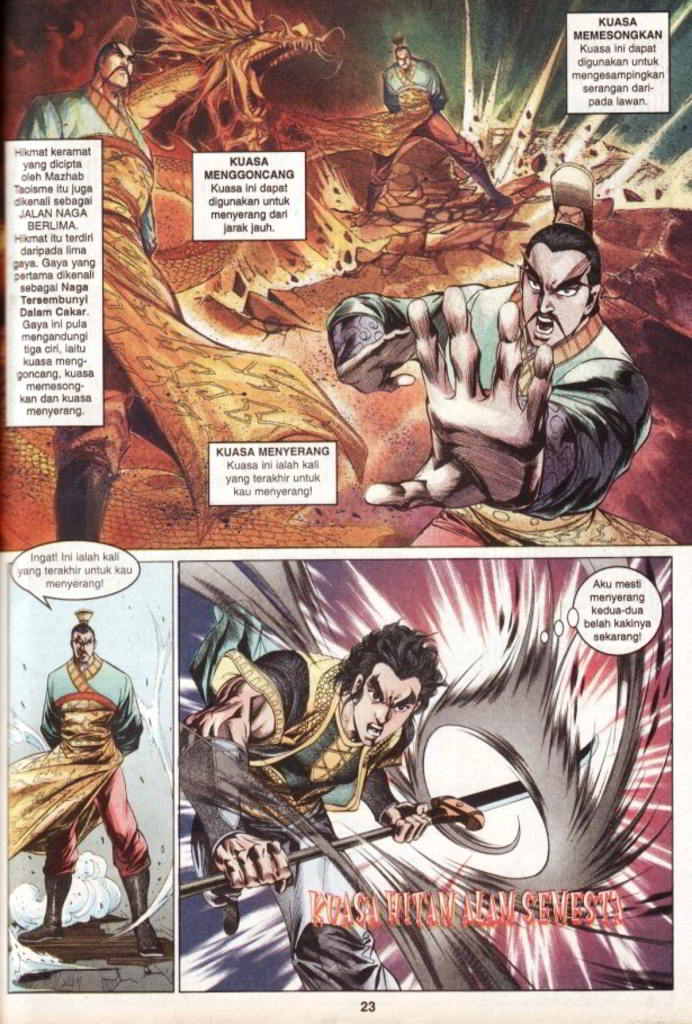 KUASA
MEMESONGKAN
Kuasa ini dapat
digunakan untuk
mengesampingkan
serangan dari-
pada lawan.
Hikmat keramat
yang dicipta
oleh Mazhab
Taoisme itu juga
dikenali sebagai
JALAN NAGA
BERLIMA.
Hikmat itu terdiri
daripada lima
gaya. Gaya yang
pertama dikenali
sebagai Naga
Tersembunyi
Dalam Cakar.
Gaya ini pula
mengandungi
tiga ciri, iaitu
kuasa meng-
goncang, kuasa
memesong-
kan dan kuasa
menyerang.
KUASA
MENGGONCANG
Kuasa ini dapat
digunakan untuk
menyerang dari
jarak jauh.
KUASA MENYERANG
Kuasa ini ialah kali
yang terakhir untuk
kau menyerang!
Ingat! Ini ialah kali
yang terakhir untuk kau
menyerang!
Aku mesti
menyerang
kedua-dua
belah kakinya
sekarang!
KUASA HITAM ALAM SEMESTA
23